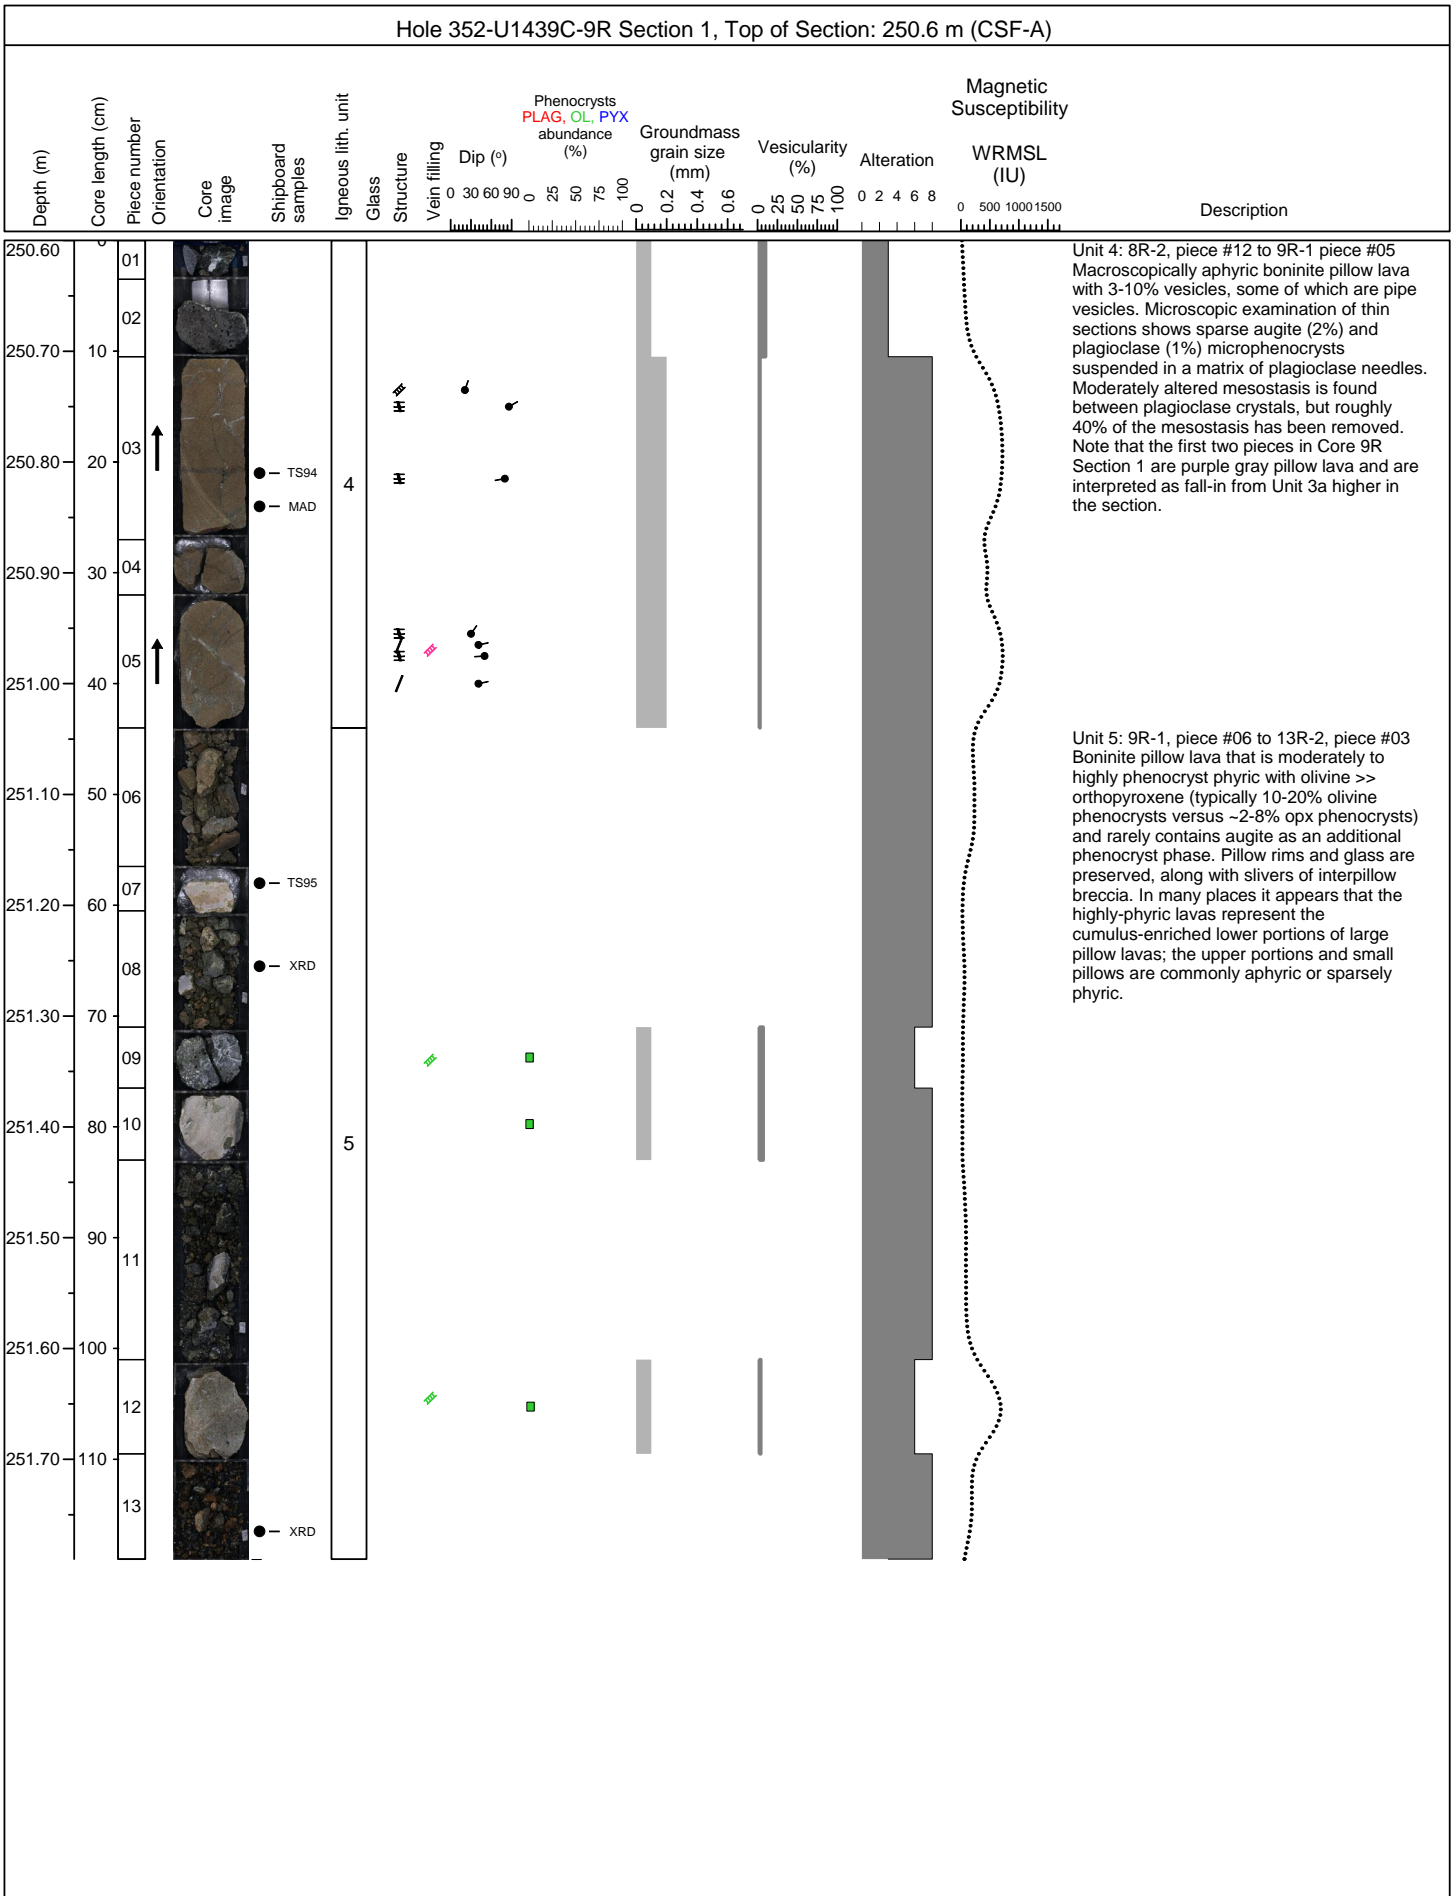 Hole 352-U1439C-9R Section 1, Top of Section: 250.6 m (CSF-A)
Depth (m)
Core length (cm)
Piece number
Orientation
Core
image
Shipboard
samples
Igneous lith. unit
Glass
Structure
Vein filling
Dip (o)
0 30 60 90
Phenocrysts
PLAG, OL, PYX
abundance
(%)
0 25 50 75 100
Groundmass
grain size
(mm)
0 0.2 0.4 0.6
Vesicularity
(%)
0 25 50 75 100
Alteration
0 2 4 6 8
Magnetic
Susceptibility
WRMSL
(IU)
0 500 1000 1500
Description
250.60
250.70
250.80
250.90
251.00
251.10
251.20
251.30
251.40
251.50
251.60
251.70
0
10
20
30
40
50
60
70
80
90
100
110
01
02
03
04
05
06
07
08
09
10
11
12
13
TS94
MAD
TS95
XRD
XRD
4
5
Unit 4: 8R-2, piece #12 to 9R-1 piece #05
Macroscopically aphyric boninite pillow lava
with 3-10% vesicles, some of which are pipe
vesicles. Microscopic examination of thin
sections shows sparse augite (2%) and
plagioclase (1%) microphenocrysts
suspended in a matrix of plagioclase needles.
Moderately altered mesostasis is found
between plagioclase crystals, but roughly
40% of the mesostasis has been removed.
Note that the first two pieces in Core 9R
Section 1 are purple gray pillow lava and are
interpreted as fall-in from Unit 3a higher in
the section.
Unit 5: 9R-1, piece #06 to 13R-2, piece #03
Boninite pillow lava that is moderately to
highly phenocryst phyric with olivine >>
orthopyroxene (typically 10-20% olivine
phenocrysts versus ~2-8% opx phenocrysts)
and rarely contains augite as an additional
phenocryst phase. Pillow rims and glass are
preserved, along with slivers of interpillow
breccia. In many places it appears that the
highly-phyric lavas represent the
cumulus-enriched lower portions of large
pillow lavas; the upper portions and small
pillows are commonly aphyric or sparsely
phyric.